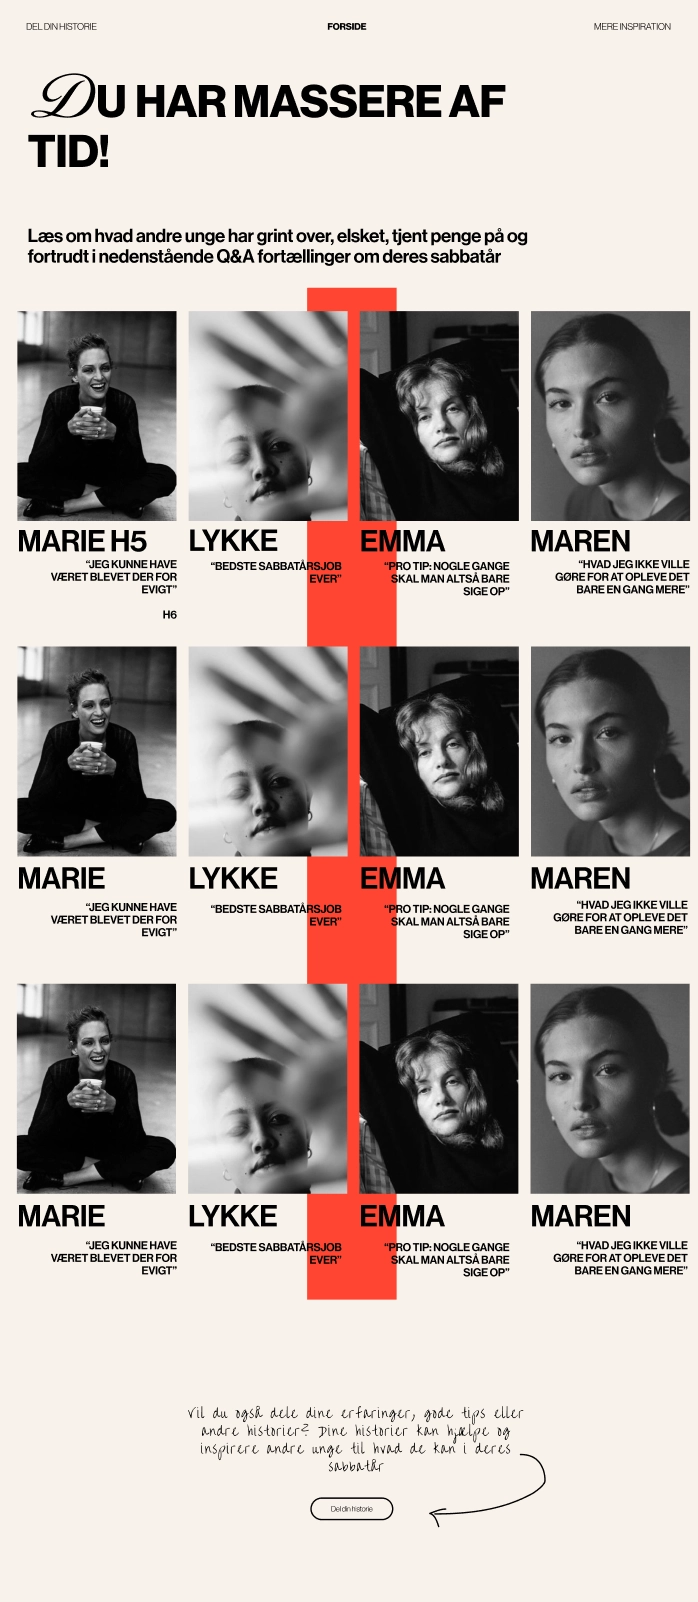 DEL DIN HISTORIE
FORSIDE
MERE INSPIRATION
DU HAR MASSERE AF
TID!
Læs om hvad andre unge har grint over, elsket, tjent penge på og
fortrudt i nedenstående Q&A fortællinger om deres sabbatår
MARIE H5
“JEG KUNNE HAVE
VÆRET BLEVET DER FOR
EVIGT”
H6
LYKKE
“BEDSTE SABBATÅRSJOB
EVER”
EMMA
“PRO TIP: NOGLE GANGE
SKAL MAN ALTSÅ BARE
SIGE OP”
MAREN
“HVAD JEG IKKE VILLE
GØRE FOR AT OPLEVE DET
BARE EN GANG MERE”
MARIE
“JEG KUNNE HAVE
VÆRET BLEVET DER FOR
EVIGT”
LYKKE
“BEDSTE SABBATÅRSJOB
EVER”
EMMA
“PRO TIP: NOGLE GANGE
SKAL MAN ALTSÅ BARE
SIGE OP”
MAREN
“HVAD JEG IKKE VILLE
GØRE FOR AT OPLEVE DET
BARE EN GANG MERE”
MARIE
“JEG KUNNE HAVE
VÆRET BLEVET DER FOR
EVIGT”
LYKKE
“BEDSTE SABBATÅRSJOB
EVER”
EMMA
“PRO TIP: NOGLE GANGE
SKAL MAN ALTSÅ BARE
SIGE OP”
MAREN
“HVAD JEG IKKE VILLE
GØRE FOR AT OPLEVE DET
BARE EN GANG MERE”
Vil du også dele dine erfaringer, gode tips eller
andre historier? Dine historier kan hjælpe og
inspirere andre unge til hvad de kan i deres
sabbatår
Del din historie